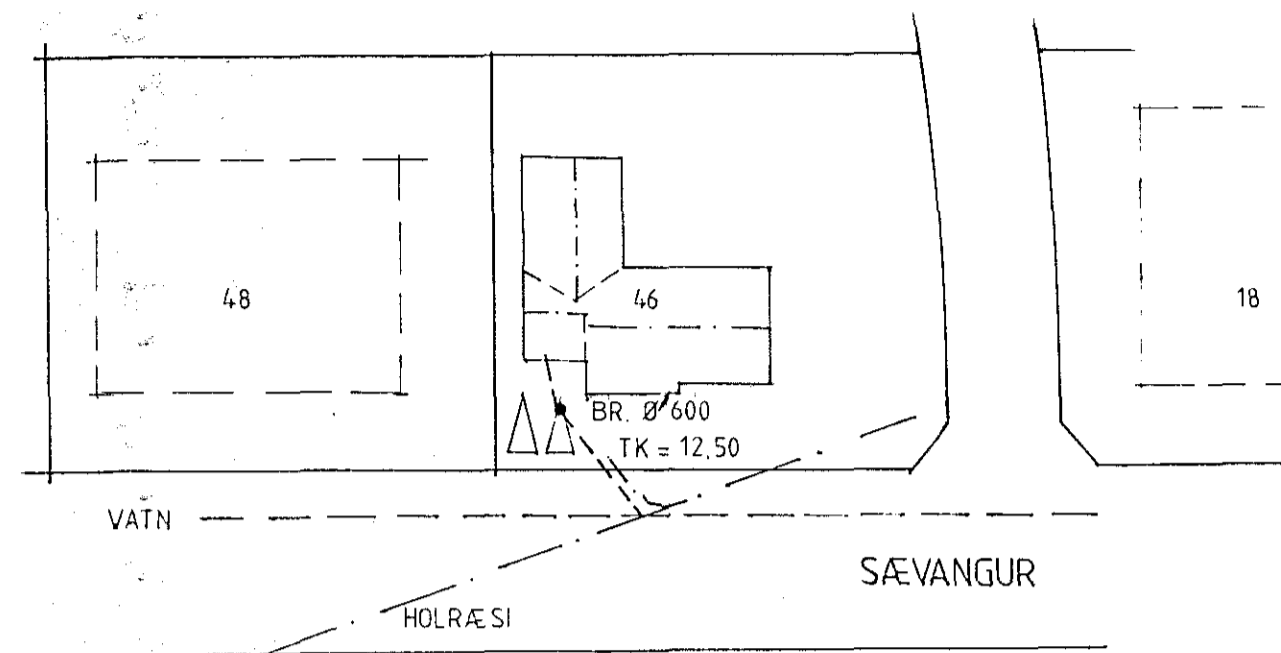 48
46
18
BR. Ø 600
TK = 12,50
VATN
SÆVANGUR
HOLRÆSI